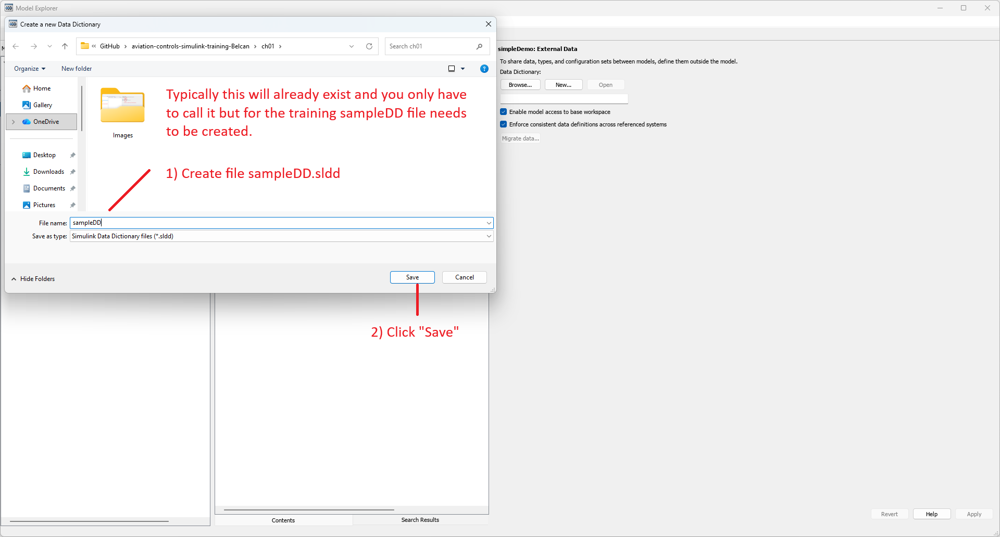 Model Explorer
Create a new Data Dictionary
« GitHub › aviation-controls-simulink-training-Belcan › ch01 ›
Search ch01
Organize
New folder
Home
Gallery
OneDrive
Desktop
Downloads
Documents
Pictures
Images
Typically this will already exist and you only have
to call it but for the training sampleDD file needs
to be created.
1) Create file sampleDD.sldd
File name: sampleDD
Save as type: Simulink Data Dictionary files (*.sldd)
Hide Folders
Save
Cancel
2) Click "Save"
simpleDemo: External Data
To share data, types, and configuration sets between models, define them outside the model.
Data Dictionary:
Browse...
New...
Open
Enable model access to base workspace
Enforce consistent data definitions across referenced systems
Migrate data...
Contents
Search Results
Revert
Help
Apply